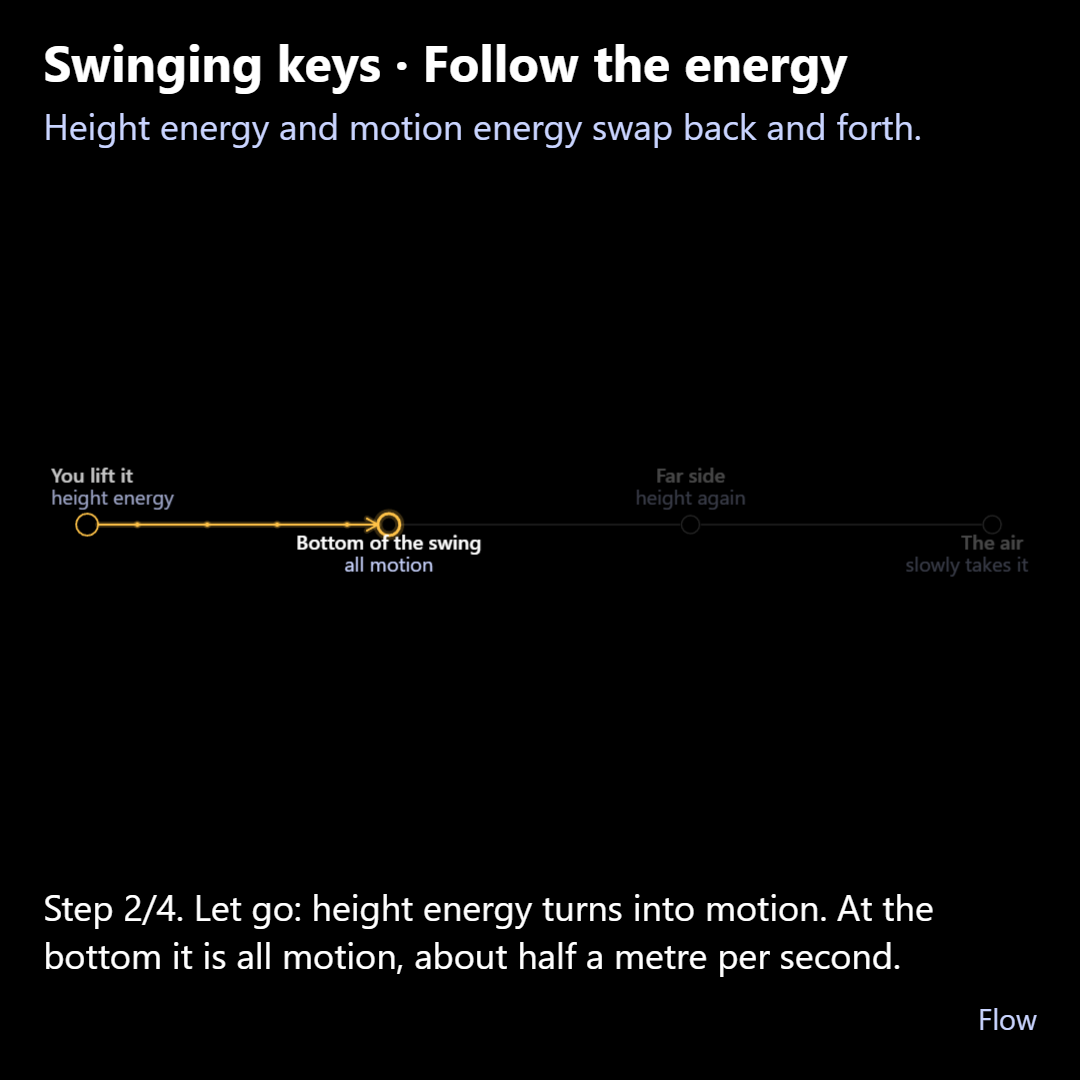 Swinging keys · Follow the energy
Height energy and motion energy swap back and forth.
You lift it
height energy
Far side
height again
Bottom of the swing
all motion
The air
slowly takes it
Step 2/4. Let go: height energy turns into motion. At the
bottom it is all motion, about half a metre per second.
Flow